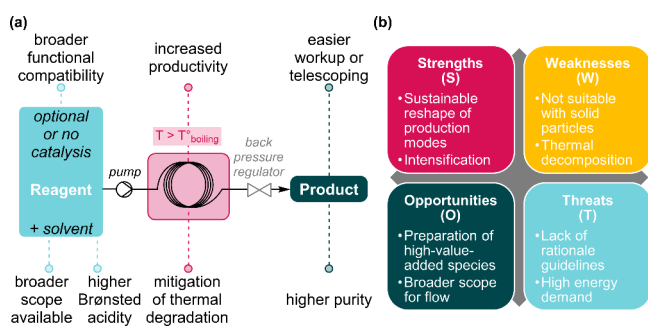 (a)
broader
functional
compatibility
increased
productivity
easier
workup or
telescoping
optional
or no
catalysis
Reagent
+ solvent
pump
T > T°boiling
back
pressure
regulator
Product
broader
scope
available
higher
Brønsted
acidity
mitigation
of thermal
degradation
higher purity
(b)
Strengths
(S)
•Sustainable
reshape of
production
modes
•Intensification
Weaknesses
(W)
•Not suitable
with solid
particles
•Thermal
decomposition
Opportunities
(O)
•Preparation of
high-value-
added species
•Broader scope
for flow
Threats
(T)
•Lack of
rationale
guidelines
•High energy
demand